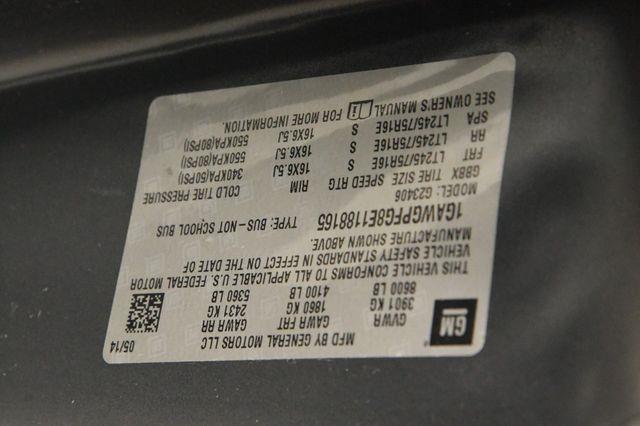 MFD BY GENERAL MOTORS LLC 05/14
GM
GVWR GAWR FRT GAWR RR
3901 KG 1860 KG 2431 KG
8600 LB 4100 LB 5360 LB
THIS VEHICLE CONFORMS TO ALL APPLICABLE U.S. FEDERAL MOTOR
VEHICLE SAFETY STANDARDS IN EFFECT ON THE DATE OF
MANUFACTURE SHOWN ABOVE.
1GAWGPFG8E1188165 TYPE: BUS-NOT SCHOOL BUS
MODEL: G23406
GBBX TIRE SIZE SPEED RTG RIM COLD TIRE PRESSURE
FRT LT245/75R16E S 16X6.5J 340KPA(50PSI)
RR LT245/75R16E S 16X6.5J 550KPA(80PSI)
SPA LT245/75R16E S 16X6.5J 550KPA(80PSI)
SEE OWNER'S MANUAL FOR MORE INFORMATION.